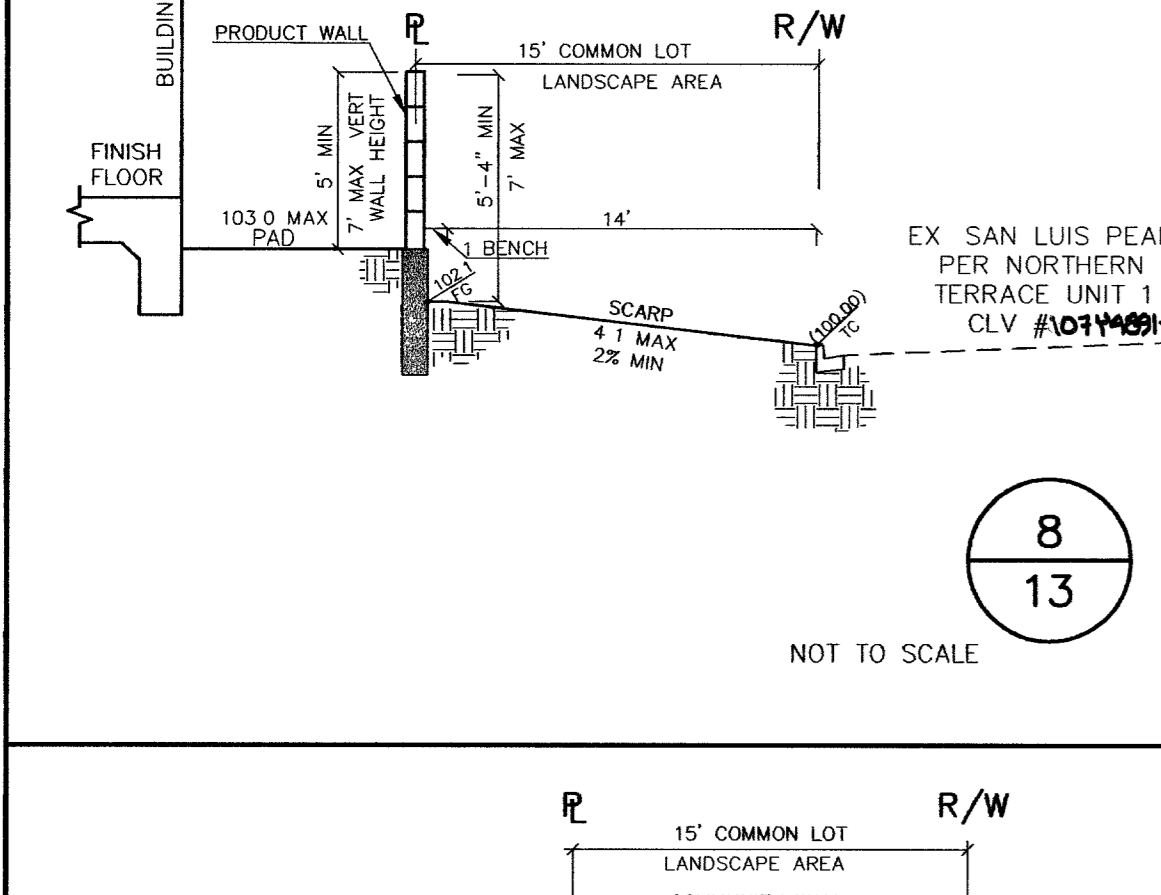 BUILDIN
PRODUCT WALL
PL
R/W
15' COMMON LOT
LANDSCAPE AREA
FINISH
FLOOR
5' MIN
7' MAX VERT
WALL HEIGHT
5'-4" MIN
7' MAX
103 0 MAX
PAD
14'
1 BENCH
102.1
FG
SCARP
4 1 MAX
2% MIN
(100.00)
TC
EX SAN LUIS PEA
PER NORTHERN
TERRACE UNIT 1
CLV
8
13
NOT TO SCALE
PL
R/W
15' COMMON LOT
LANDSCAPE AREA